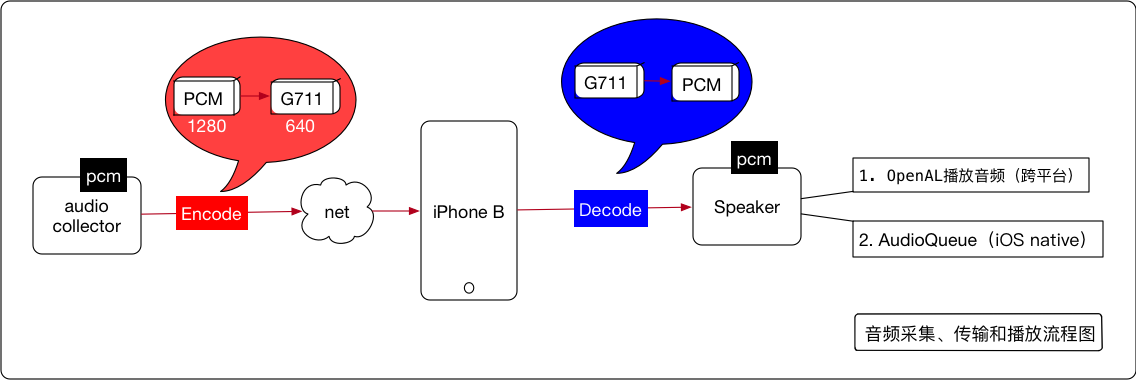 PCM
G711
1280
640
G711
PCM
pcm
audio
collector
Encode
net
iPhone B
Decode
pcm
Speaker
1. OpenAL播放音频（跨平台）
2. AudioQueue（iOS native）
音频采集、传输和播放流程图